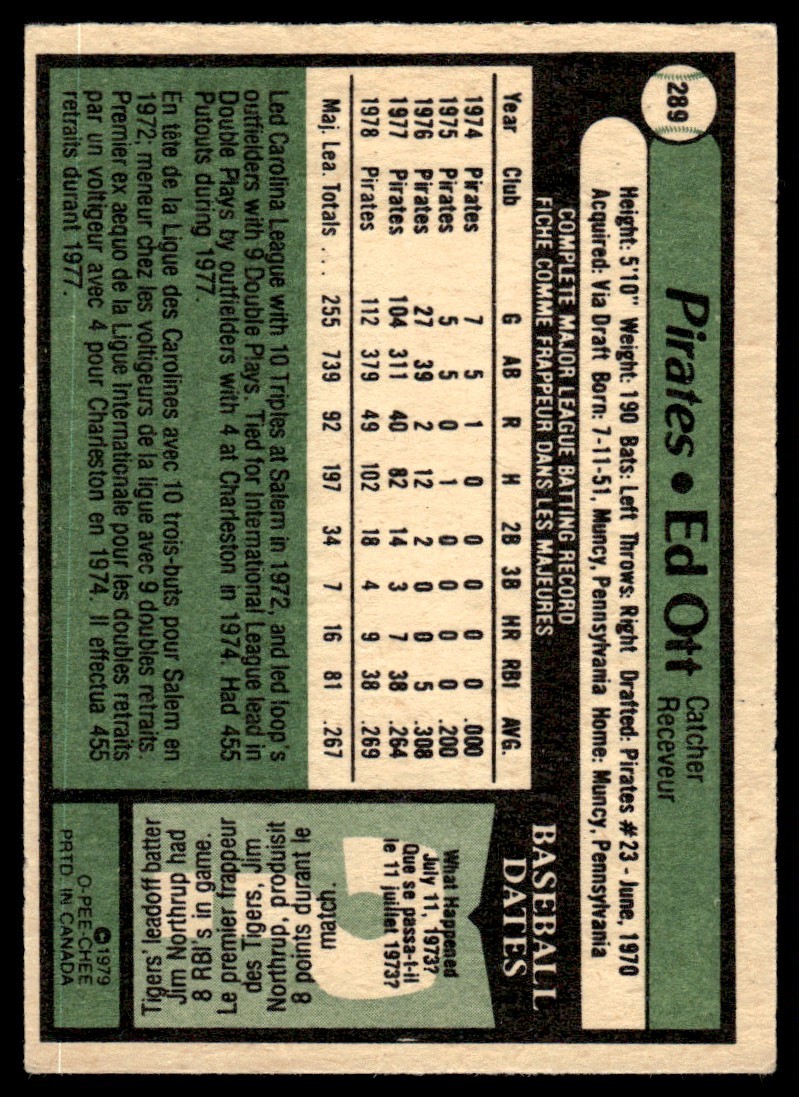 289
Pirates • Ed Ott
Catcher
Receveur
Height: 5'10" Weight: 190 Bats: Left Throws: Right Drafted: Pirates #23 - June, 1970
Acquired: Via Draft Born: 7-11-51, Muncy, Pennsylvania Home: Muncy, Pennsylvania
COMPLETE MAJOR LEAGUE BATTING RECORD
FICHE COMME FRAPPEUR DANS LES MAJEURES
Year Club G AB R H 2B 3B HR RBI AVG.
1974 Pirates 7 5 1 0 0 0 0 0 .000
1975 Pirates 5 5 0 1 0 0 0 0 .200
1976 Pirates 27 39 2 12 2 0 0 5 .308
1977 Pirates 104 311 40 82 14 3 7 38 .264
1978 Pirates 112 379 49 102 18 4 9 38 .269
Maj. Lea. Totals ... 255 739 92 197 34 7 16 81 .267
Led Carolina League with 10 Triples at Salem in 1972, and led loop's
outfielders with 9 Double Plays. Tied for International League lead in
Double Plays by outfielders with 4 at Charleston in 1974. Had 455
Putouts during 1977.
En tête de la Ligue des Carolines avec 10 trois-buts pour Salem en
1972, meneur chez les voltigeurs de la ligue avec 9 doubles retraits.
Premier ex aequo de la Ligue Internationale pour les doubles retraits
par un voltigeur avec 4 pour Charleston en 1974. Il effectua 455
retraits durant 1977.
BASEBALL
DATES
What Happened
July 11, 1973?
Que se passa-t-il
le 11 juillet 1973?
Tigers' leadoff batter
Jim Northrup had
8 RBI's in game.
Le premier frappeur
des Tigers, Jim
Northrup, produisit
8 points durant le
match.
©1979
O-PEE-CHEE
PRTD. IN CANADA